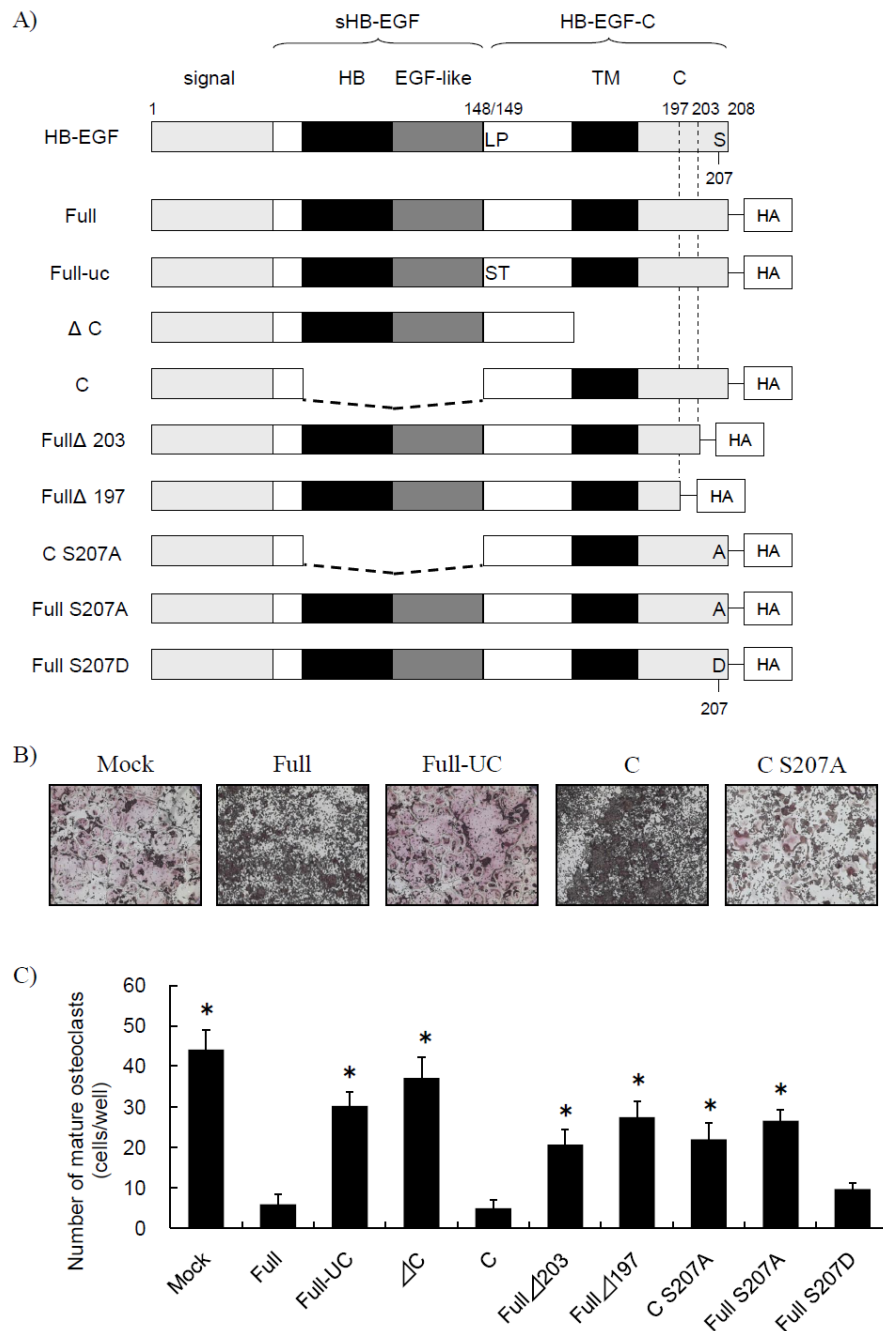 A)
sHB-EGF HB-EGF-C
signal HB EGF-like TM C
1 148/149 197 203 208
HB-EGF LP S
207
Full HA
Full-uc ST HA
Δ C
C HA
FullΔ 203 HA
FullΔ 197 HA
C S207A A HA
Full S207A A HA
Full S207D D HA
207
B)
Mock Full Full-UC C C S207A
C)
Number of mature osteoclasts
(cells/well)
60
50
40
30
20
10
0
* * * * * * *
Mock Full Full-UC ΔC C FullΔ203 FullΔ197 C S207A Full S207A Full S207D